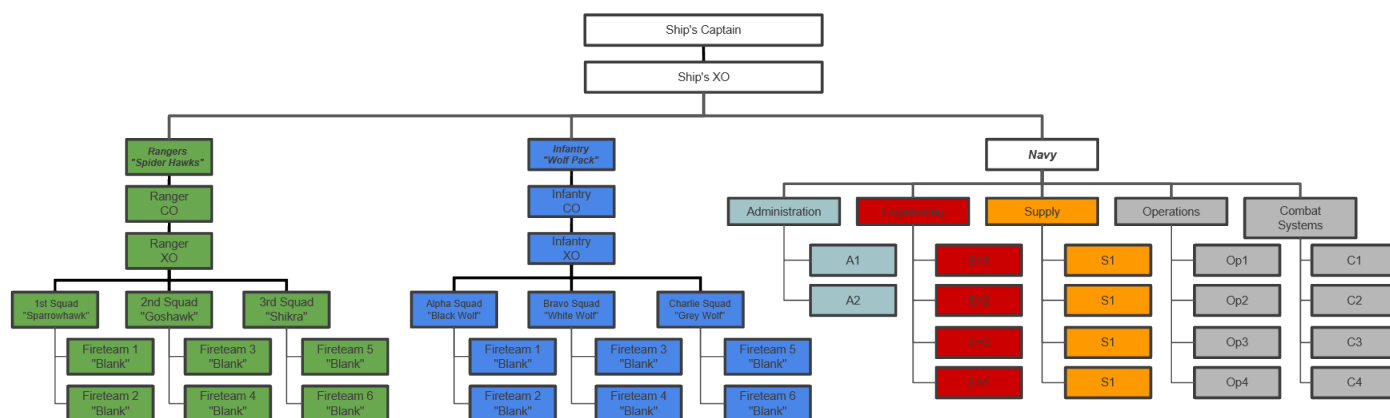 Ship's Captain
Ship's XO
Rangers
"Spider Hawks"
Infantry
"Wolf Pack"
Navy
Ranger
CO
Infantry
CO
Administration
Supply
Operations
Combat
Systems
Ranger
XO
Infantry
XO
A1
En1
S1
Op1
C1
A2
En2
S1
Op2
C2
1st Squad
"Sparrowhawk"
2nd Squad
"Goshawk"
3rd Squad
"Shikra"
Alpha Squad
"Black Wolf"
Bravo Squad
"White Wolf"
Charlie Squad
"Grey Wolf"
En3
S1
Op3
C3
Fireteam 1
"Blank"
Fireteam 3
"Blank"
Fireteam 5
"Blank"
Fireteam 1
"Blank"
Fireteam 3
"Blank"
Fireteam 5
"Blank"
S1
Op4
C4
Fireteam 2
"Blank"
Fireteam 4
"Blank"
Fireteam 6
"Blank"
Fireteam 2
"Blank"
Fireteam 4
"Blank"
Fireteam 6
"Blank"